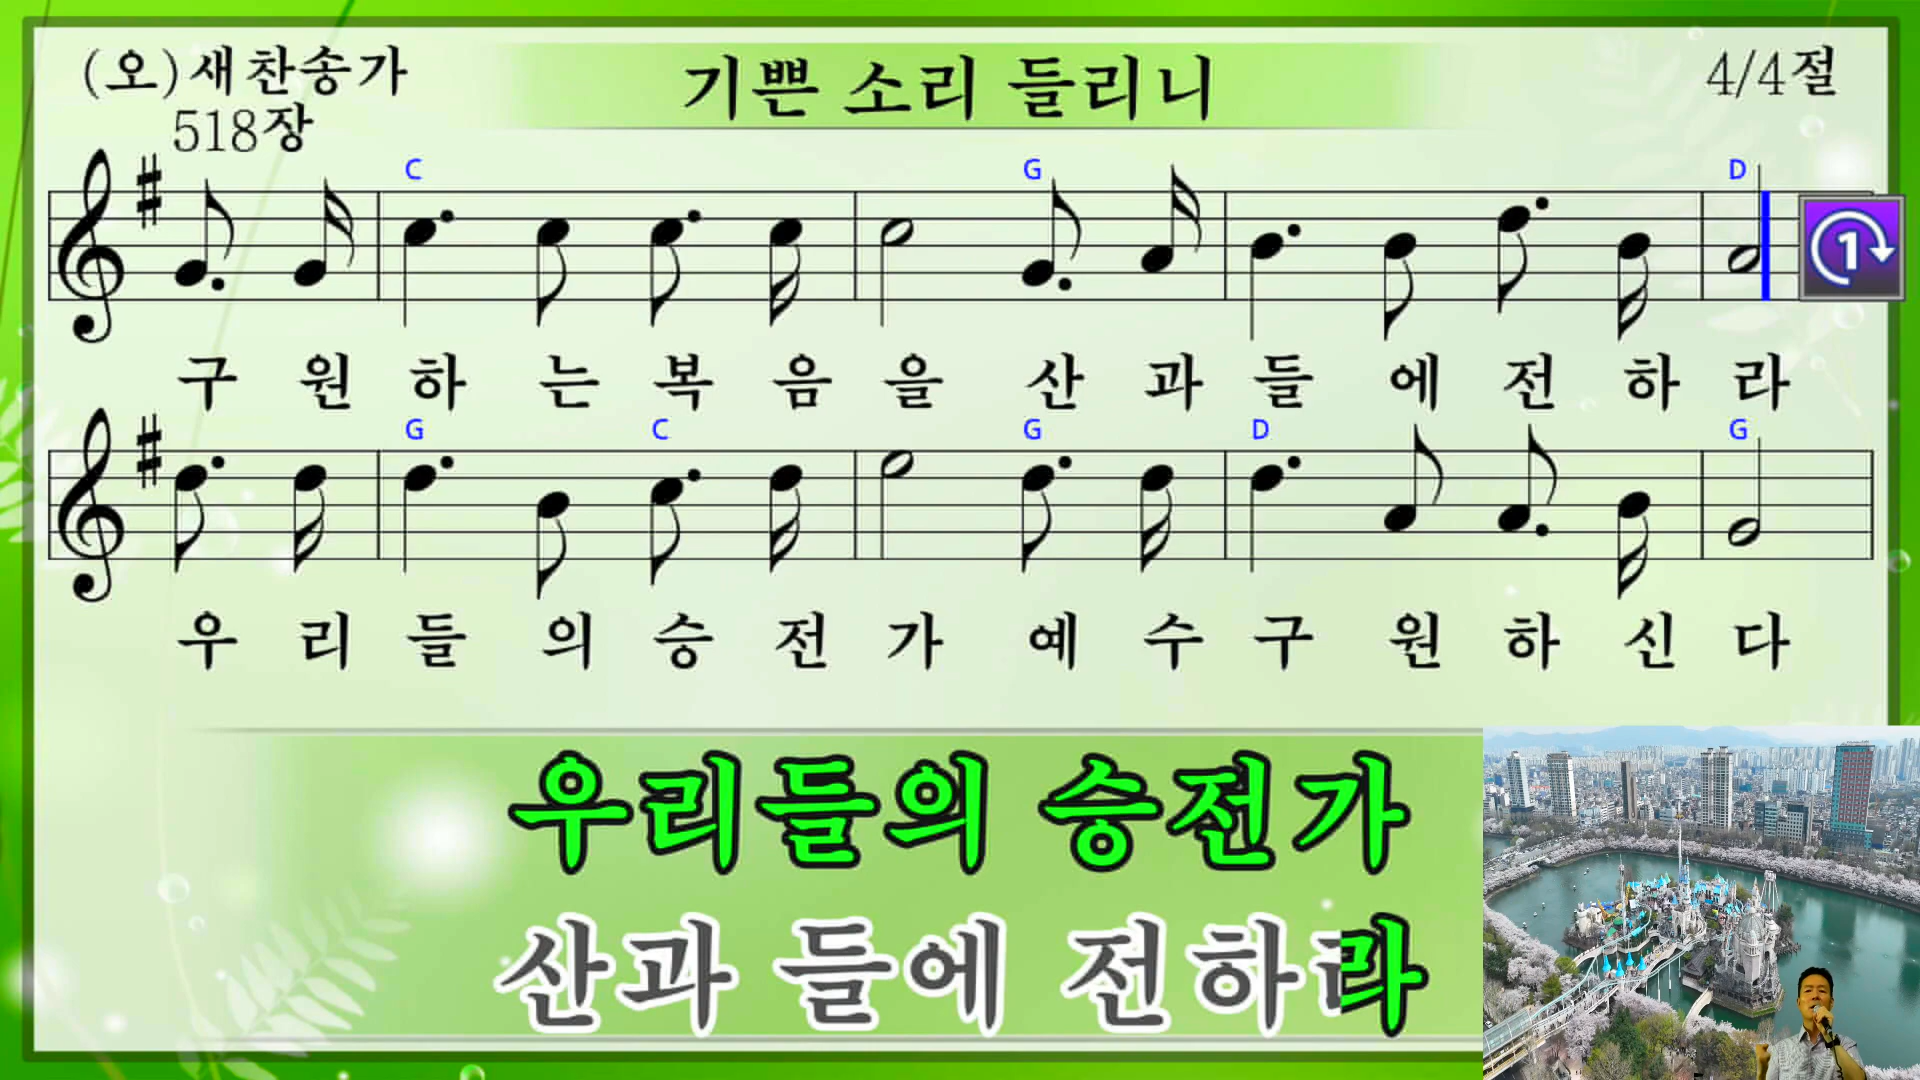 (오)새찬송가
518장
기쁜 소리 들리니
4/4절
C G D
1
구 원 하 는 복 음 을 산 과 들 에 전 하 라
G C G D G
우 리 들 의 승 전 가 예 수 구 원 하 신 다
우리들의 승전가
산과 들에 전하라